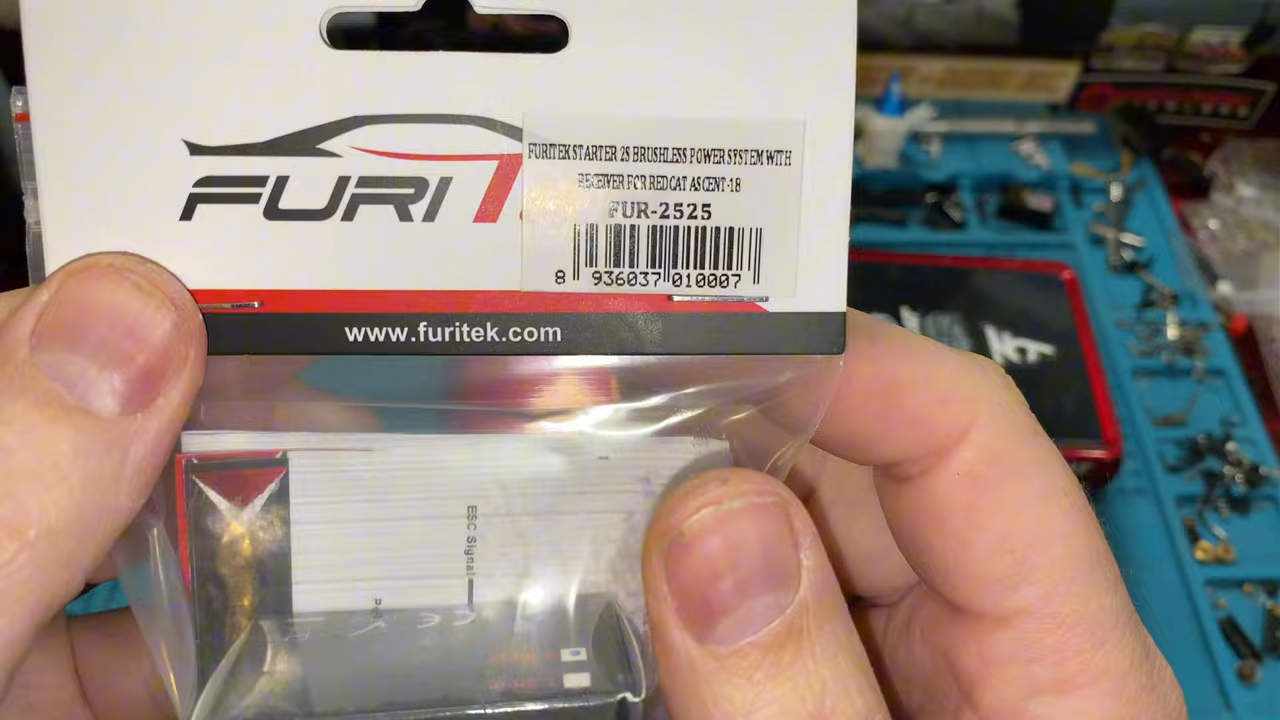 FURI
FURITEK STARTER 2S BRUSHLESS POWER SYSTEM WITH
RECEIVER FOR REDCAT ASCENT-18
FUR-2525
8 936037 010007
www.furitek.com
ESC Signal
CE